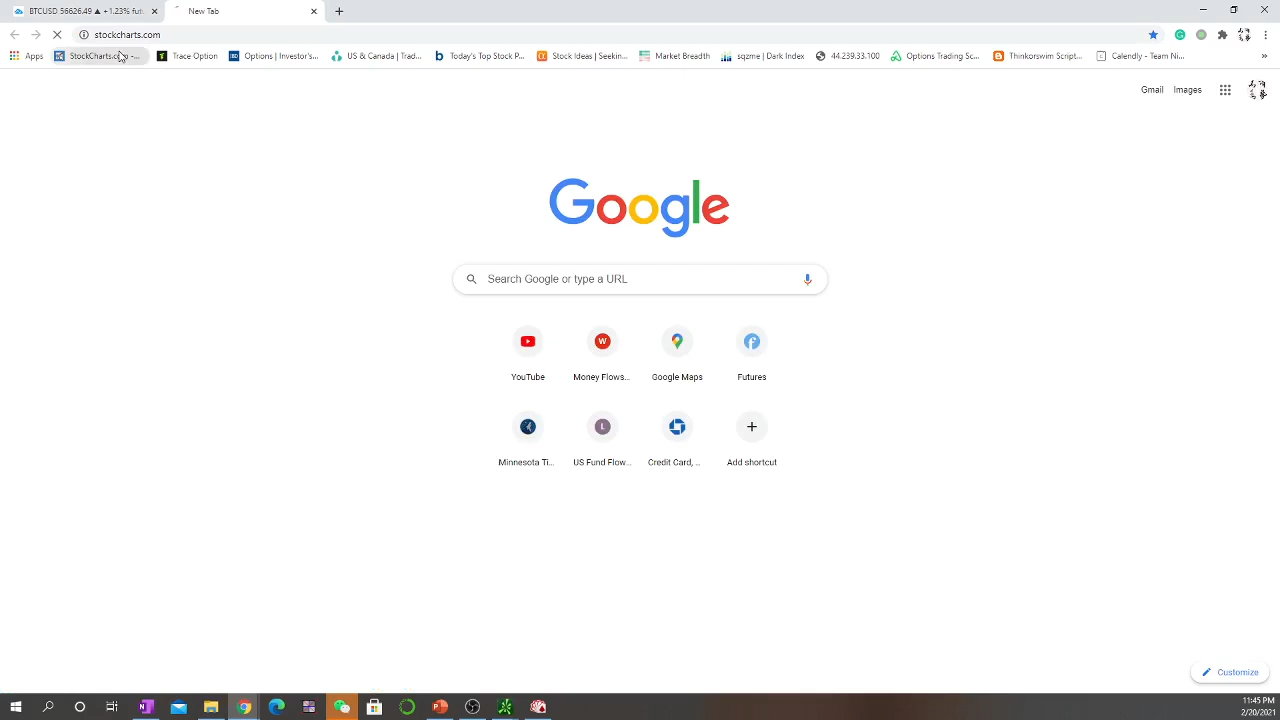 BTCUSD 56626.49 ▲ +1.23% fut
New Tab
stockcharts.com
Apps
StockCharts.com -...
Trace Option
Options | Investor's...
US & Canada | Trad...
Today's Top Stock P...
Stock Ideas | Seekin...
Market Breadth
sqzme | Dark Index
44.239.33.100
Options Trading Sc...
Thinkorswim Script...
Calendly - Team Ni...
Gmail Images
Google
Search Google or type a URL
W
YouTube
Money Flows...
Google Maps
Futures
L
Minnesota Ti...
US Fund Flow...
Credit Card, ...
Add shortcut
Customize
11:45 PM
2/20/2021